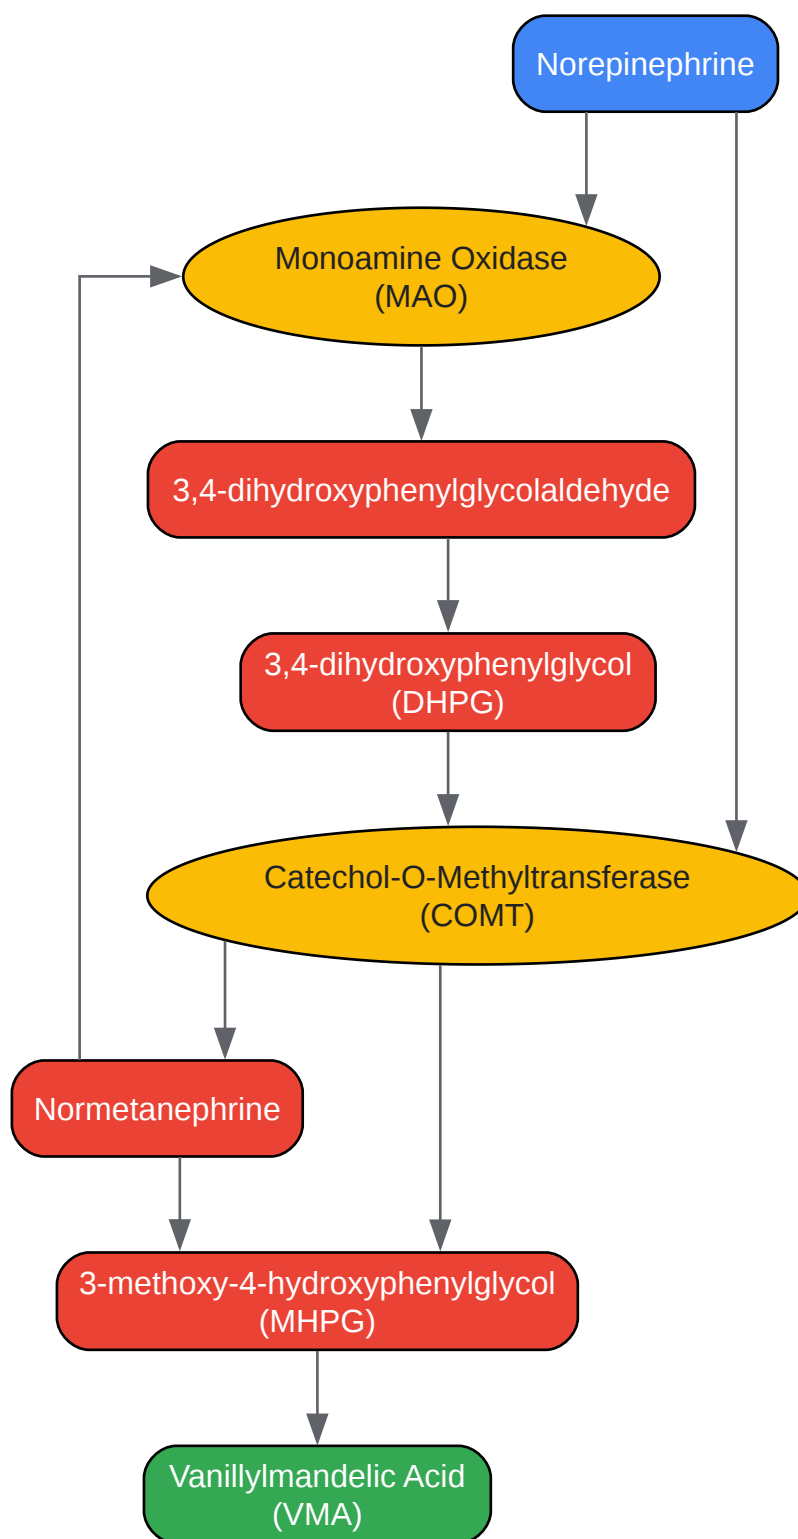 Norepinephrine
Monoamine Oxidase
(MAO)
3,4-dihydroxyphenylglycolaldehyde
3,4-dihydroxyphenylglycol
(DHPG)
Catechol-O-Methyltransferase
(COMT)
Normetanephrine
3-methoxy-4-hydroxyphenylglycol
(MHPG)
Vanillylmandelic Acid
(VMA)